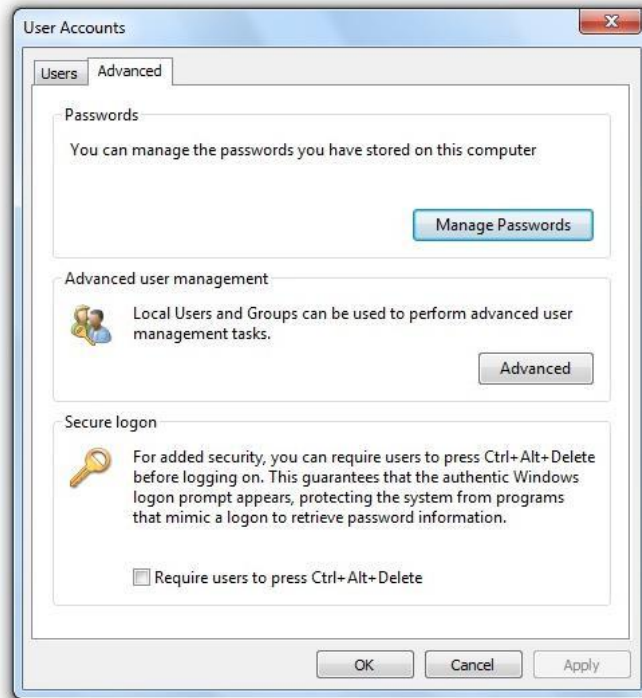 User Accounts
Users
Advanced
Passwords
You can manage the passwords you have stored on this computer
Manage Passwords
Advanced user management
Local Users and Groups can be used to perform advanced user
management tasks.
Advanced
Secure logon
For added security, you can require users to press Ctrl+Alt+Delete
before logging on. This guarantees that the authentic Windows
logon prompt appears, protecting the system from programs
that mimic a logon to retrieve password information.
Require users to press Ctrl+Alt+Delete
OK
Cancel
Apply